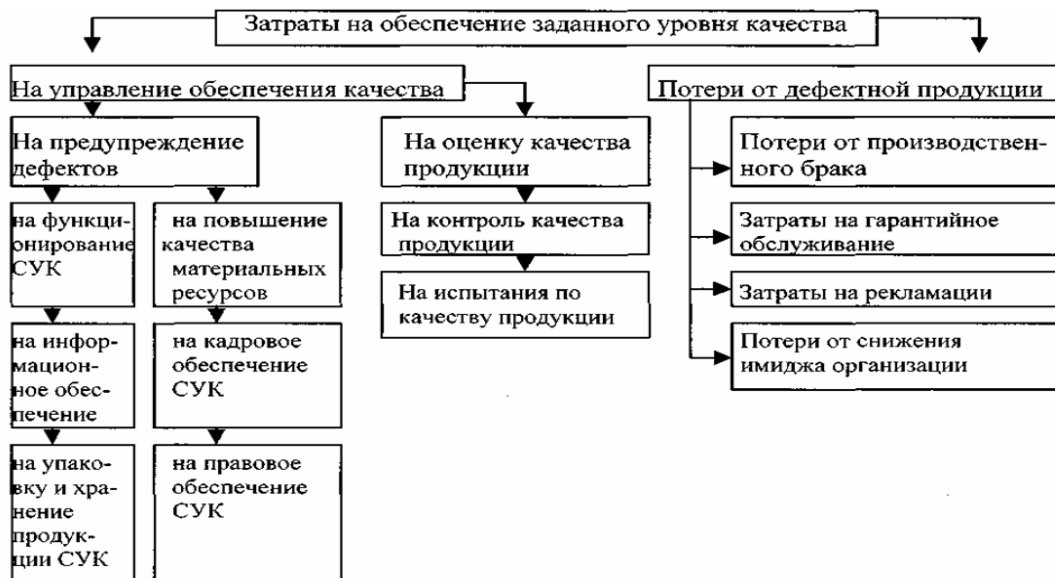 Затраты на обеспечение заданного уровня качества
На управление обеспечения качества
Потери от дефектной продукции
На предупреждение
дефектов
На оценку качества
продукции
Потери от производствен-
ного брака
на функци-
онирование
СУК
на повышение
качества
материальных
ресурсов
На контроль качества
продукции
Затраты на гарантийное
обслуживание
На испытания по
качеству продукции
Затраты на рекламации
на инфор-
мацион-
ное обес-
печение
на кадровое
обеспечение
СУК
Потери от снижения
имиджа организации
на упако-
вку и хра-
нение
продук-
ции СУК
на правовое
обеспечение
СУК